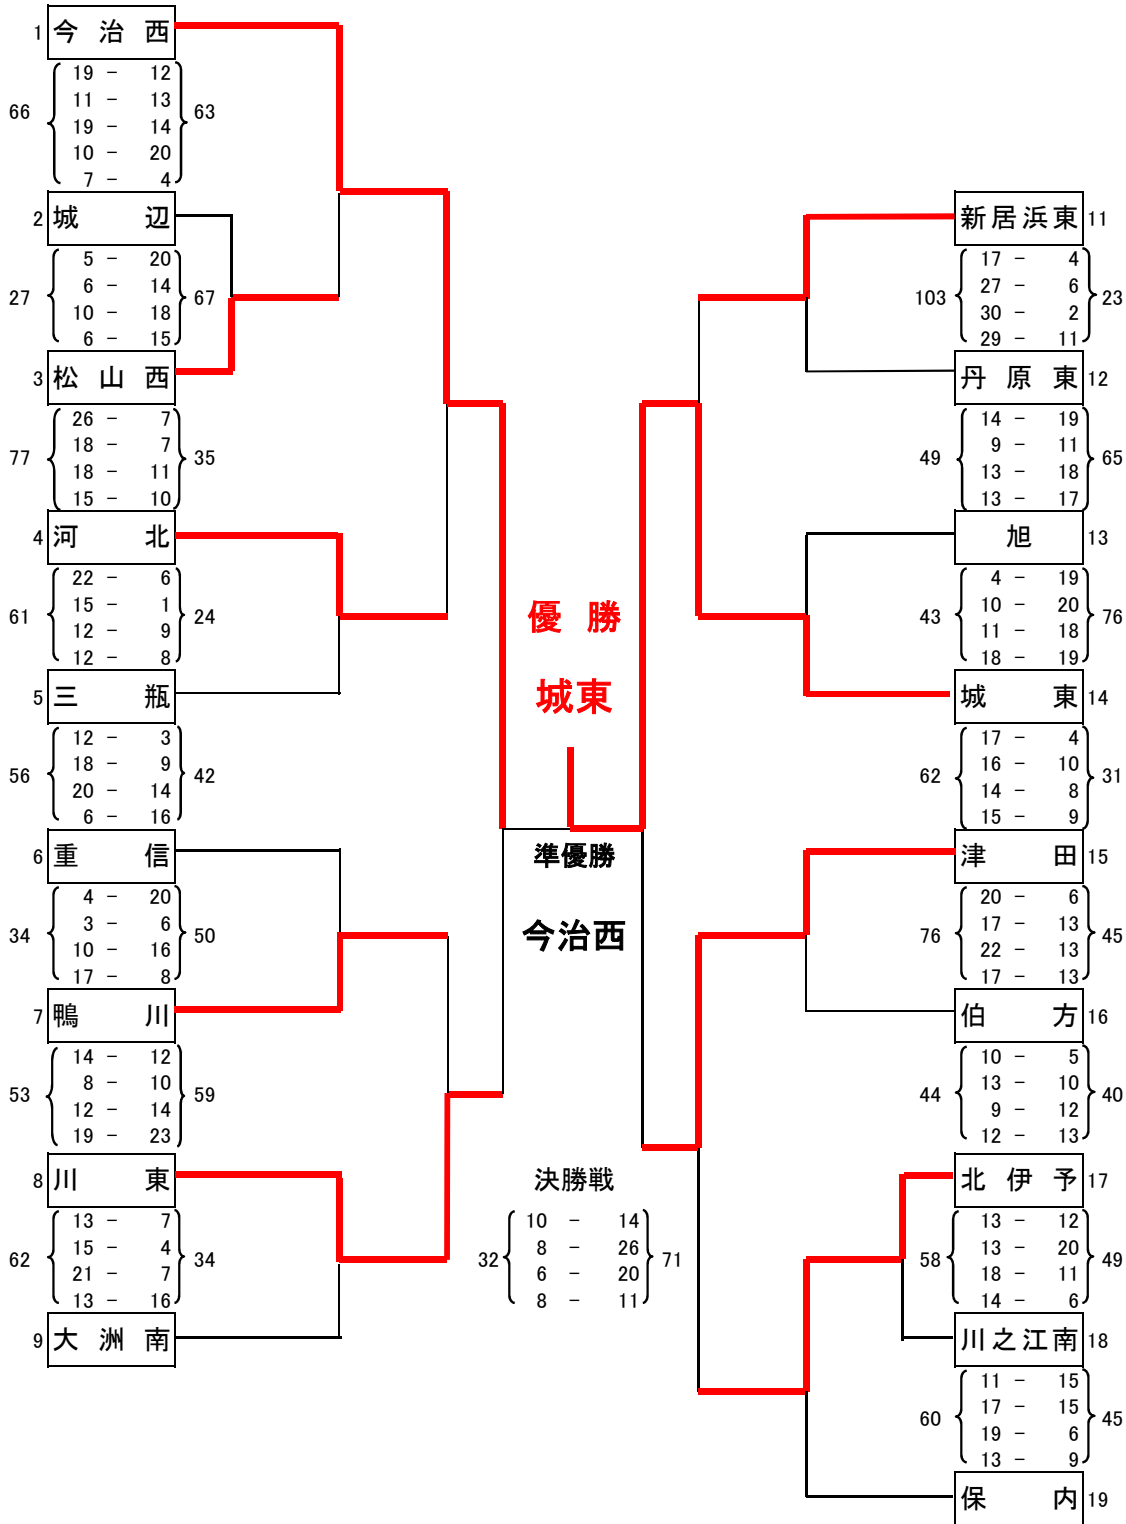 1 今治西
19 - 12
11 - 13
66 19 - 14 63
10 - 20
7 - 4
2 城辺
5 - 20
27 6 - 14 67
10 - 18
6 - 15
3 松山西
26 - 7
77 18 - 7 35
18 - 11
15 - 10
4 河北
22 - 6
61 15 - 1 24
12 - 9
12 - 8
5 三瓶
12 - 3
56 18 - 9 42
20 - 14
6 - 16
6 重信
4 - 20
34 3 - 6 50
10 - 16
17 - 8
7 鴨川
14 - 12
53 8 - 10 59
12 - 14
19 - 23
8 川東
13 - 7
62 15 - 4 34
21 - 7
13 - 16
9 大洲南
優勝
城東
準優勝
今治西
決勝戦
10 - 14
32 8 - 26 71
6 - 20
8 - 11
新居浜東 11
17 - 4
103 27 - 6 23
30 - 2
29 - 11
丹原東 12
14 - 19
49 9 - 11 65
13 - 18
13 - 17
旭 13
4 - 19
43 10 - 20 76
11 - 18
18 - 19
城東 14
17 - 4
62 16 - 10 31
14 - 8
15 - 9
津田 15
20 - 6
76 17 - 13 45
22 - 13
17 - 13
伯方 16
10 - 5
44 13 - 10 40
9 - 12
12 - 13
北伊予 17
13 - 12
58 13 - 20 49
18 - 11
14 - 6
川之江南 18
11 - 15
60 17 - 15 45
19 - 6
13 - 9
保内 19